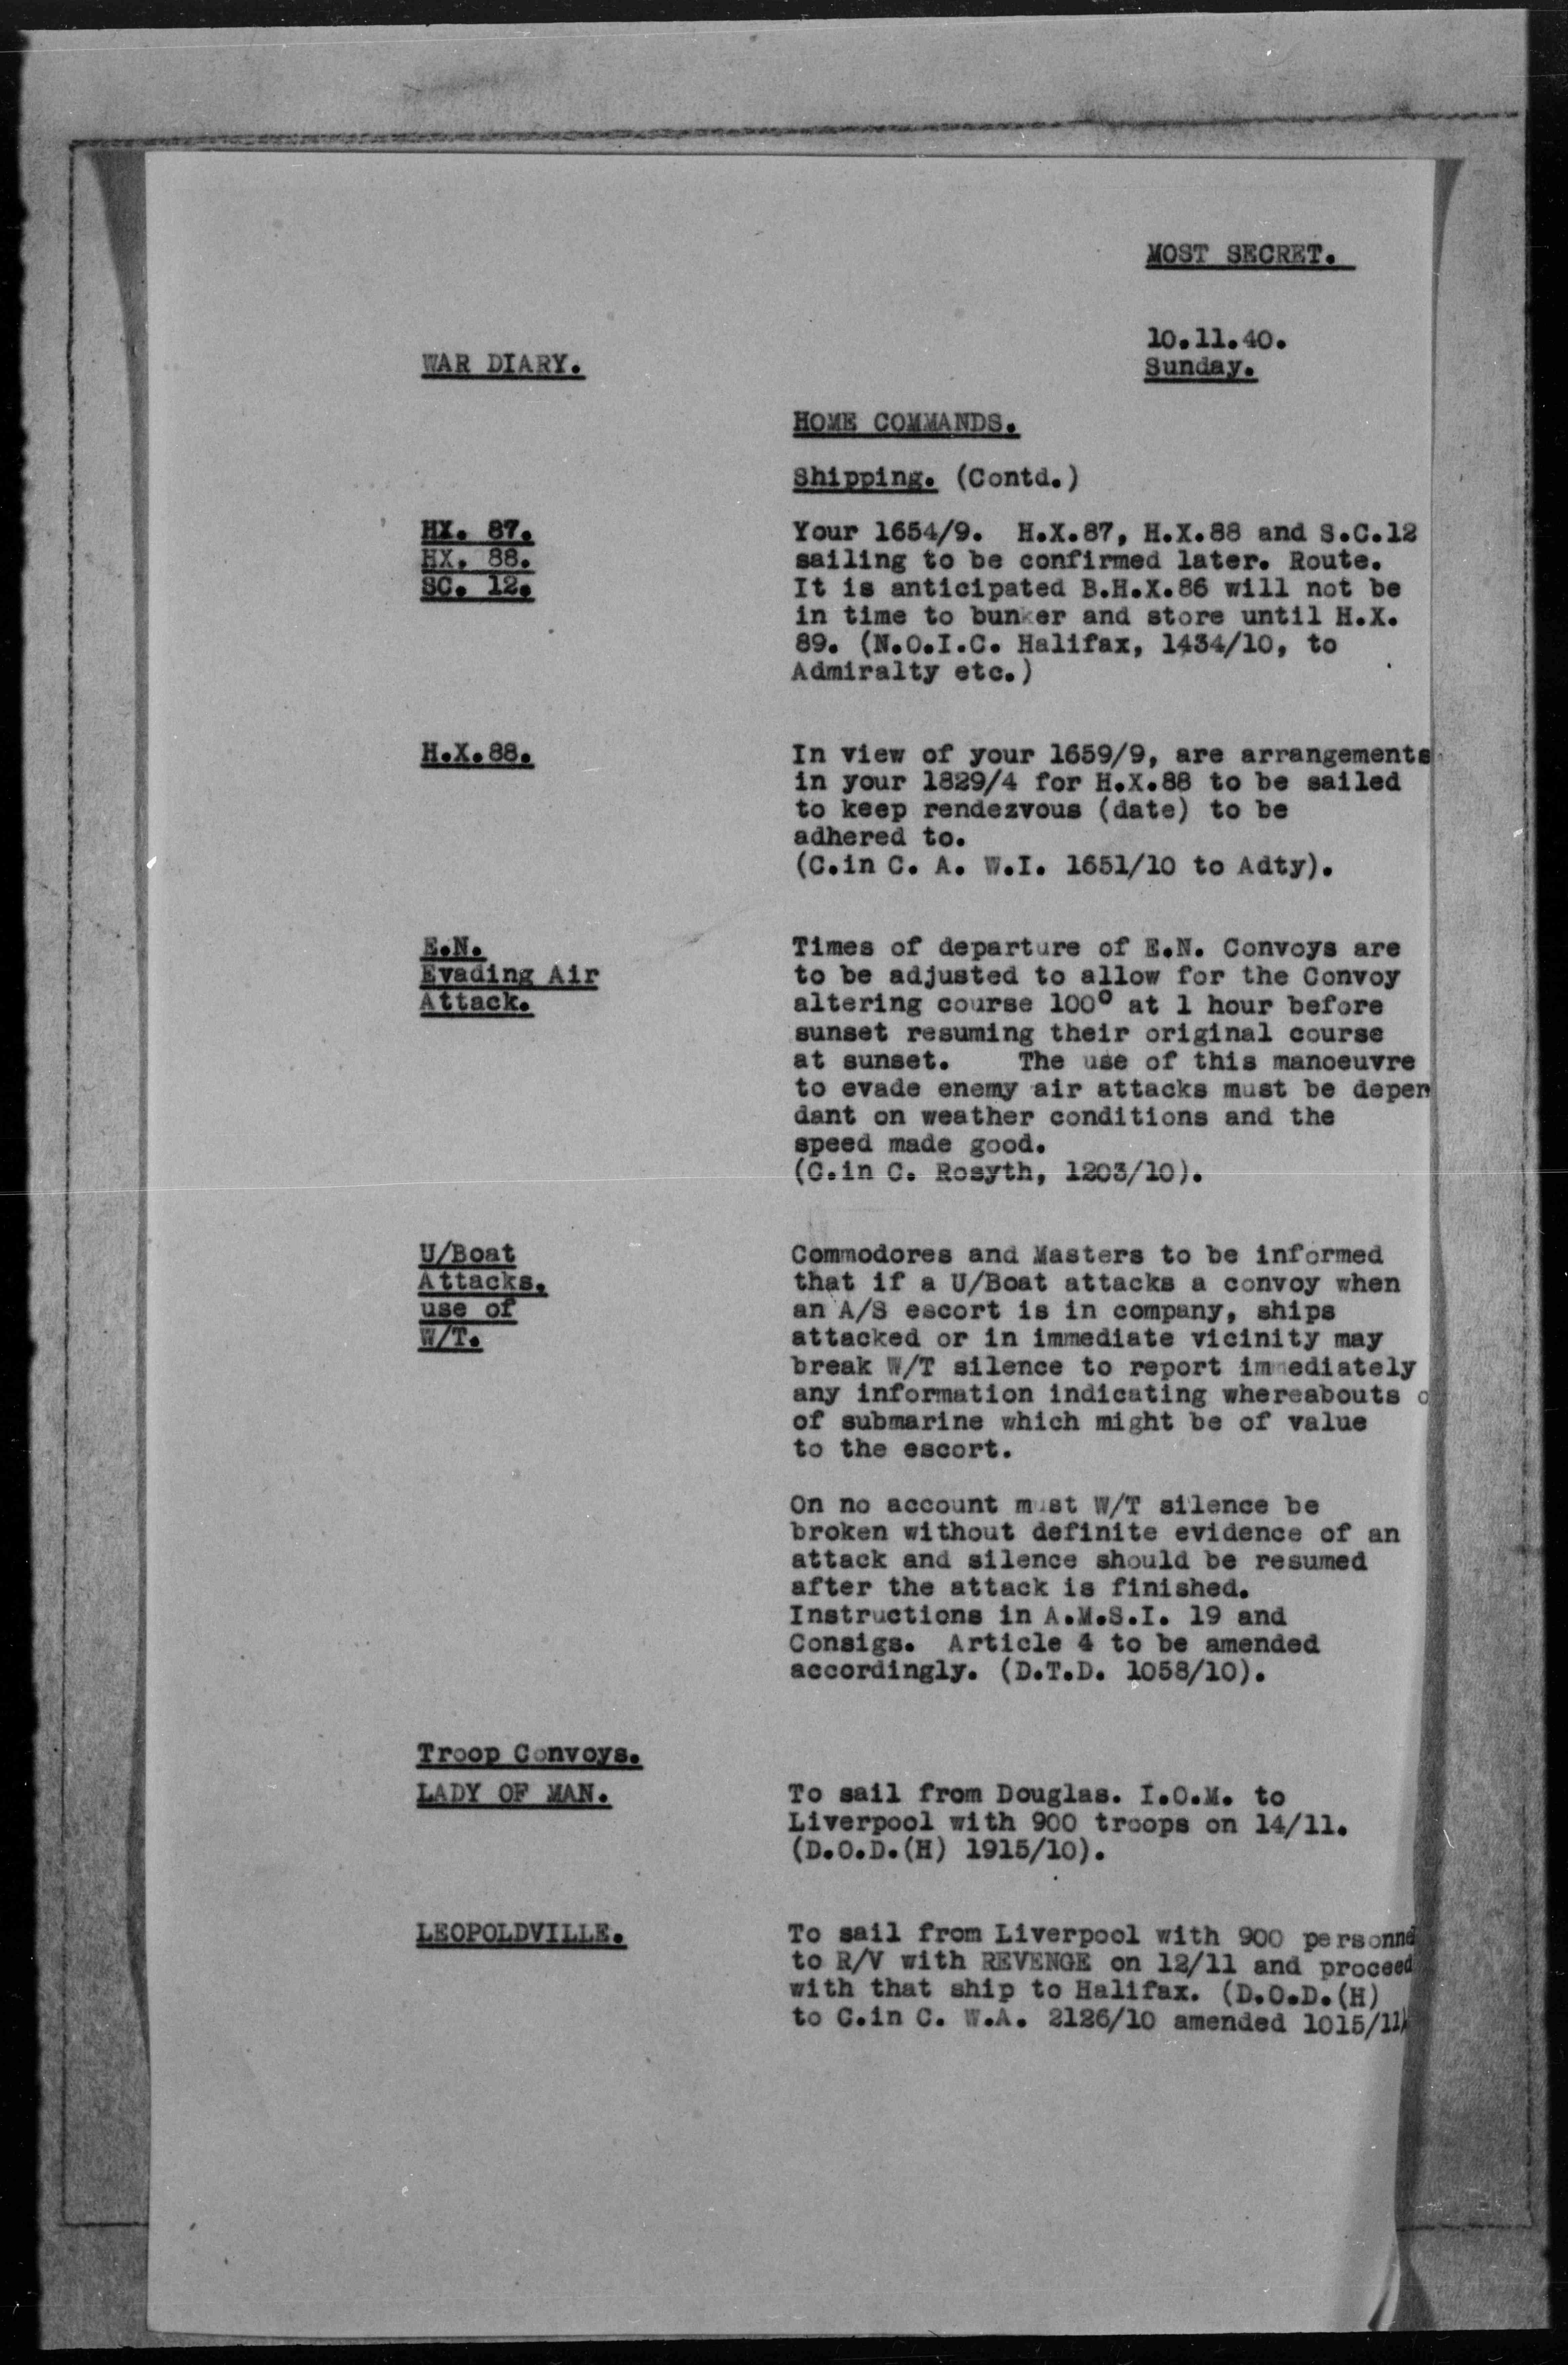 MOST SECRET.
10.11.40.
WAR DIARY.
Sunday.
HOME COMMANDS.
Shipping. (Contd.)
HX. 87.
HX. 88.
SC. 12.
Your 1654/9. H.X.87, H.X.88 and S.C.12
sailing to be confirmed later. Route.
It is anticipated B.H.X.86 will not be
in time to bunker and store until H.X.
89. (N.O.I.C. Halifax, 1434/10, to
Admiralty etc.)
H.X.88.
In view of your 1659/9, are arrangements
in your 1829/4 for H.X.88 to be sailed
to keep rendezvous (date) to be
adhered to.
(C.in C. A. W.I. 1651/10 to Adty).
E.N.
Evading Air
Attack.
Times of departure of E.N. Convoys are
to be adjusted to allow for the Convoy
altering course 100° at 1 hour before
sunset resuming their original course
at sunset. The use of this manoeuvre
to evade enemy air attacks must be depen
dant on weather conditions and the
speed made good.
(C.in C. Rosyth, 1203/10).
U/Boat
Attacks.
use of
W/T.
Commodores and Masters to be informed
that if a U/Boat attacks a convoy when
an A/S escort is in company, ships
attacked or in immediate vicinity may
break W/T silence to report immediately
any information indicating whereabouts o
of submarine which might be of value
to the escort.
On no account must W/T silence be
broken without definite evidence of an
attack and silence should be resumed
after the attack is finished.
Instructions in A.M.S.I. 19 and
Consigs. Article 4 to be amended
accordingly. (D.T.D. 1058/10).
Troop Convoys.
LADY OF MAN.
To sail from Douglas. I.O.M. to
Liverpool with 900 troops on 14/11.
(D.O.D.(H) 1915/10).
LEOPOLDVILLE.
To sail from Liverpool with 900 personne
to R/V with REVENGE on 12/11 and proceed
with that ship to Halifax. (D.O.D.(H)
to C.in C. W.A. 2126/10 amended 1015/11)